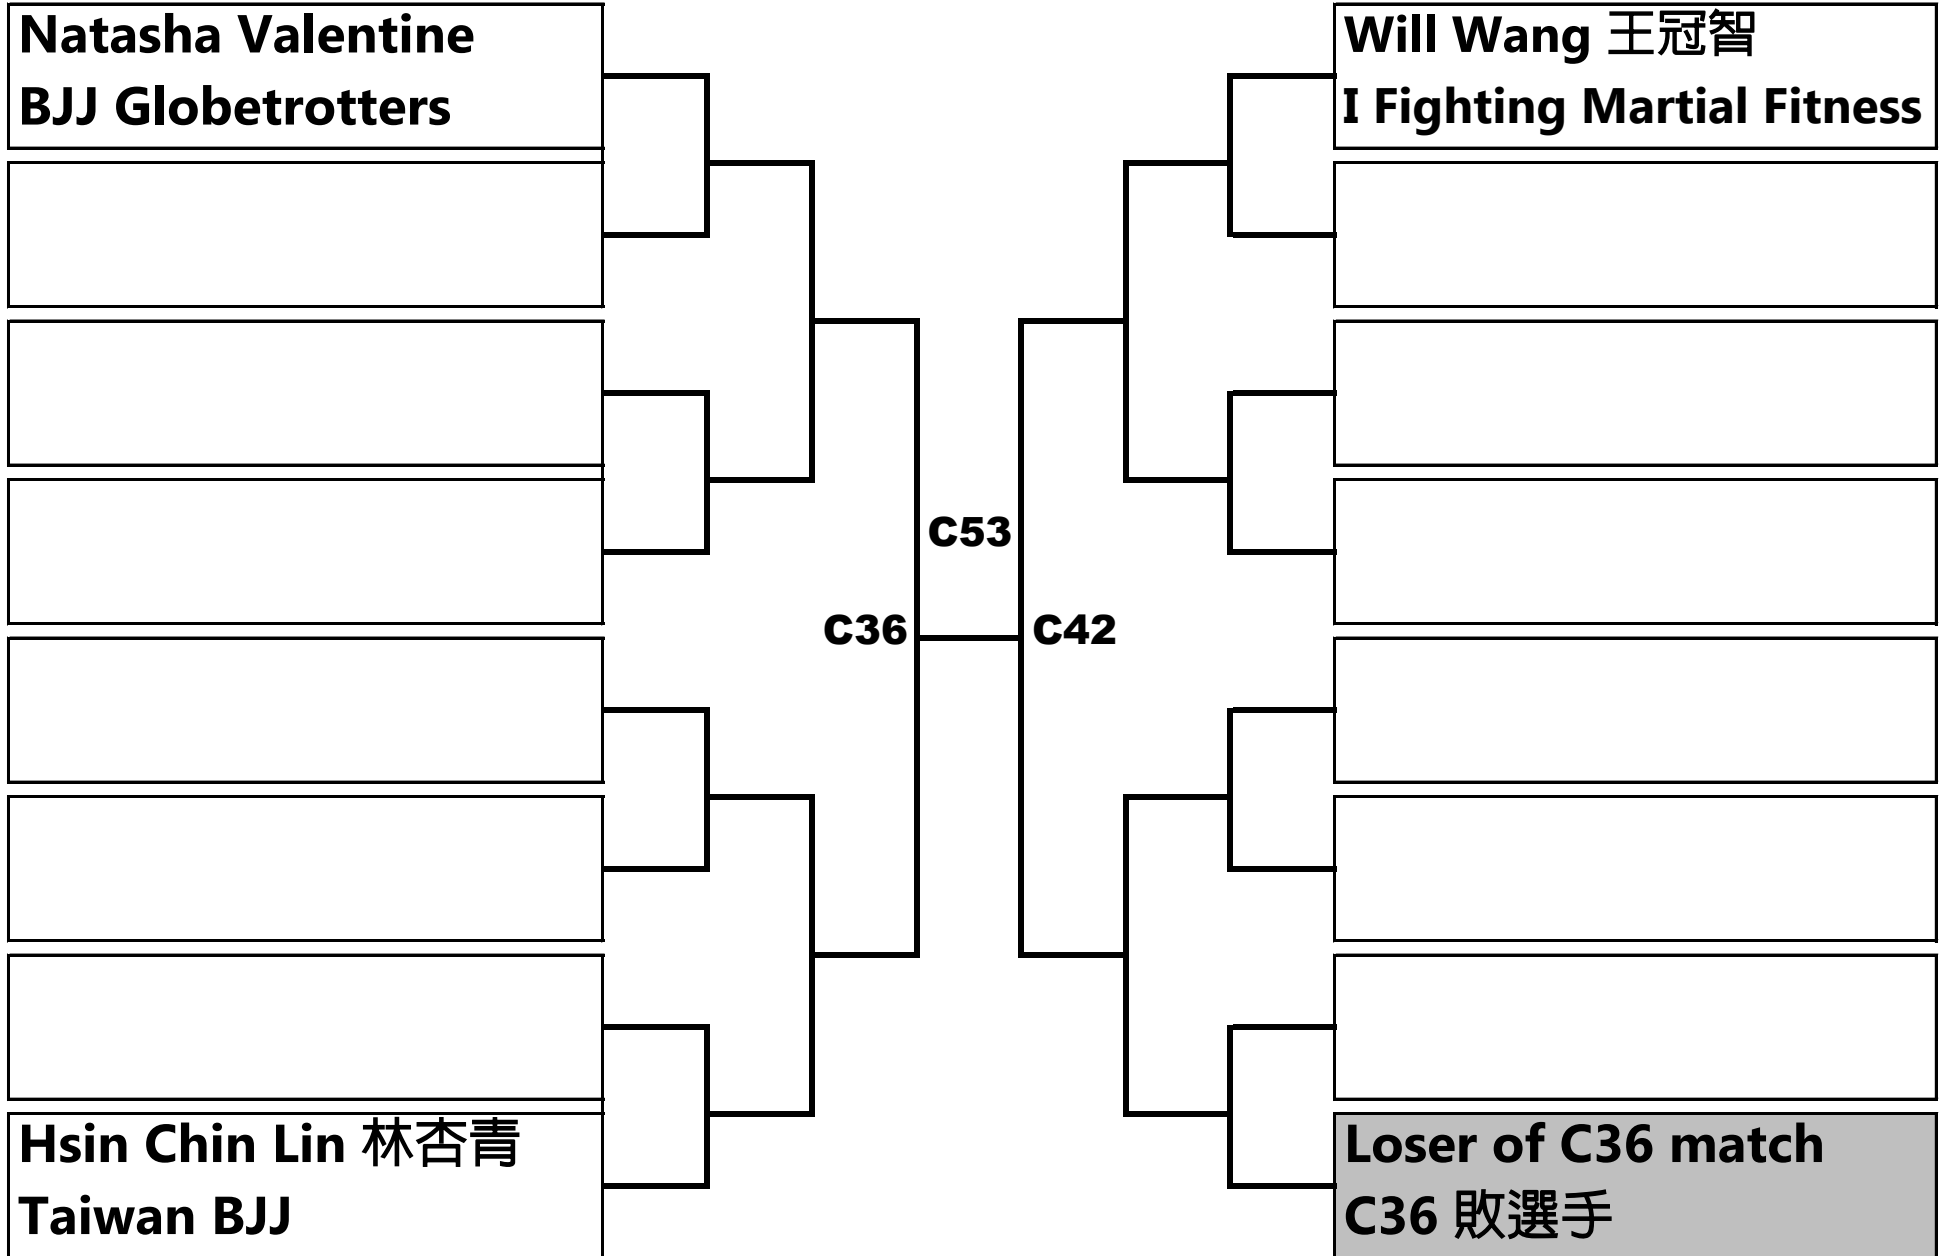 Natasha Valentine
BJJ Globetrotters
Will Wang 王冠智
I Fighting Martial Fitness
C53
C36
C42
Hsin Chin Lin 林杏青
Taiwan BJJ
Loser of C36 match
C36 敗選手